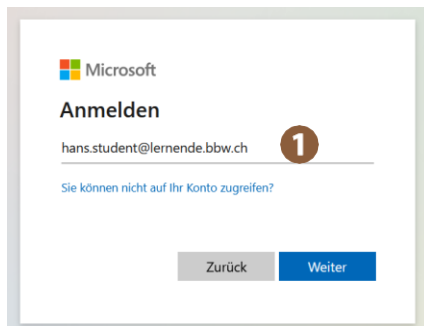 Microsoft
Anmelden
hans.student@lernende.bbw.ch 1
Sie können nicht auf Ihr Konto zugreifen?
Zurück Weiter